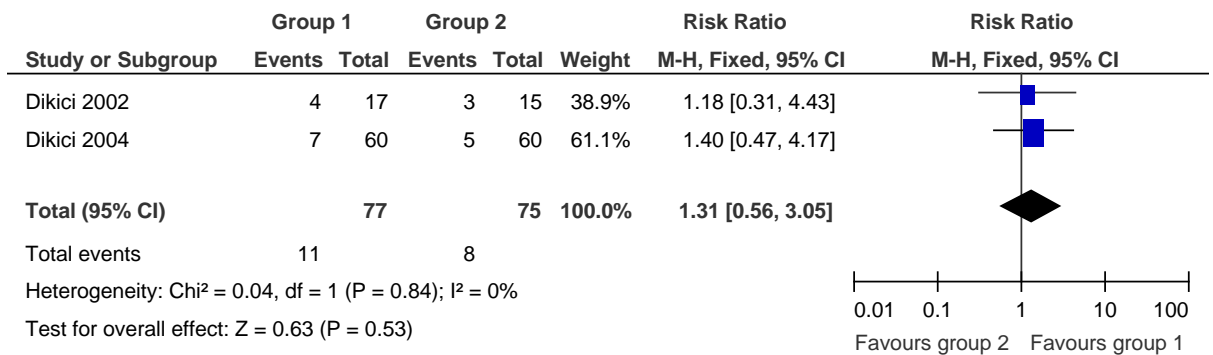 Group 1 Group 2 Risk Ratio Risk Ratio
Study or Subgroup Events Total Events Total Weight M-H, Fixed, 95% CI M-H, Fixed, 95% CI
Dikici 2002 4 17 3 15 38.9% 1.18 [0.31, 4.43]
Dikici 2004 7 60 5 60 61.1% 1.40 [0.47, 4.17]
Total (95% CI) 77 75 100.0% 1.31 [0.56, 3.05]
Total events 11 8
Heterogeneity: Chi² = 0.04, df = 1 (P = 0.84); I² = 0%
Test for overall effect: Z = 0.63 (P = 0.53)
0.01 0.1 1 10 100
Favours group 2 Favours group 1